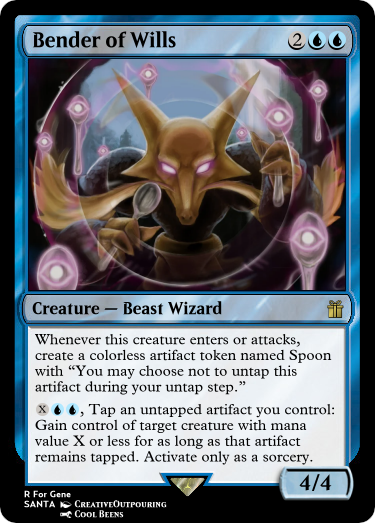 Bender of Wills 2
Creature — Beast Wizard
Whenever this creature enters or attacks,
create a colorless artifact token named Spoon
with “You may choose not to untap this
artifact during your untap step.”
X, Tap an untapped artifact you control:
Gain control of target creature with mana
value X or less for as long as that artifact
remains tapped. Activate only as a sorcery.
4/4
R For Gene
SANTA CreativeOutpouring
Cool Beens